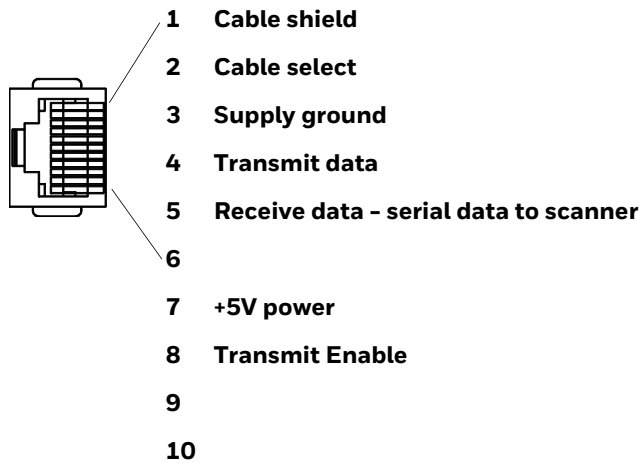 1 Cable shield
2 Cable select
3 Supply ground
4 Transmit data
5 Receive data - serial data to scanner
6
7 +5V power
8 Transmit Enable
9
10